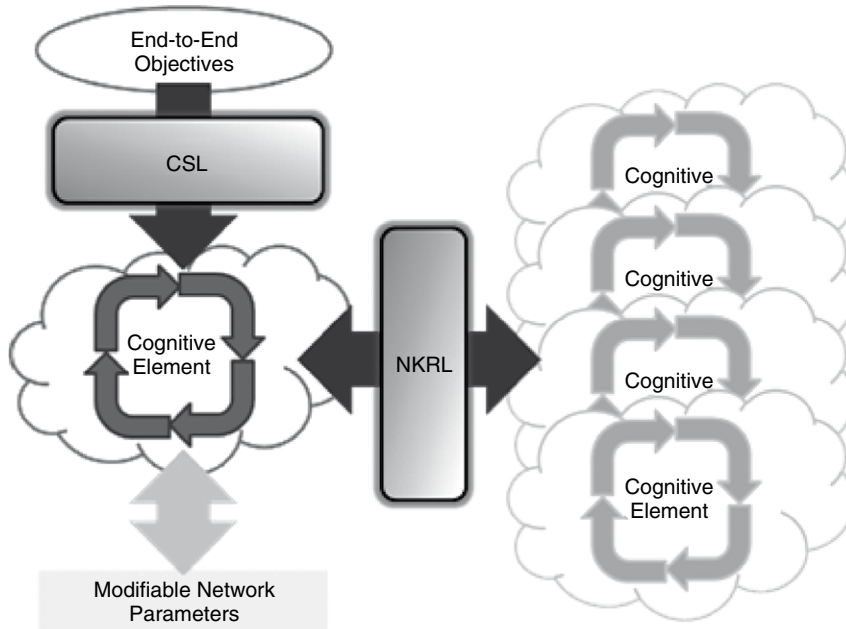 End-to-End
Objectives
CSL
Cognitive
Element
NKRL
Modifiable Network
Parameters
Cognitive
Cognitive
Cognitive
Cognitive
Element